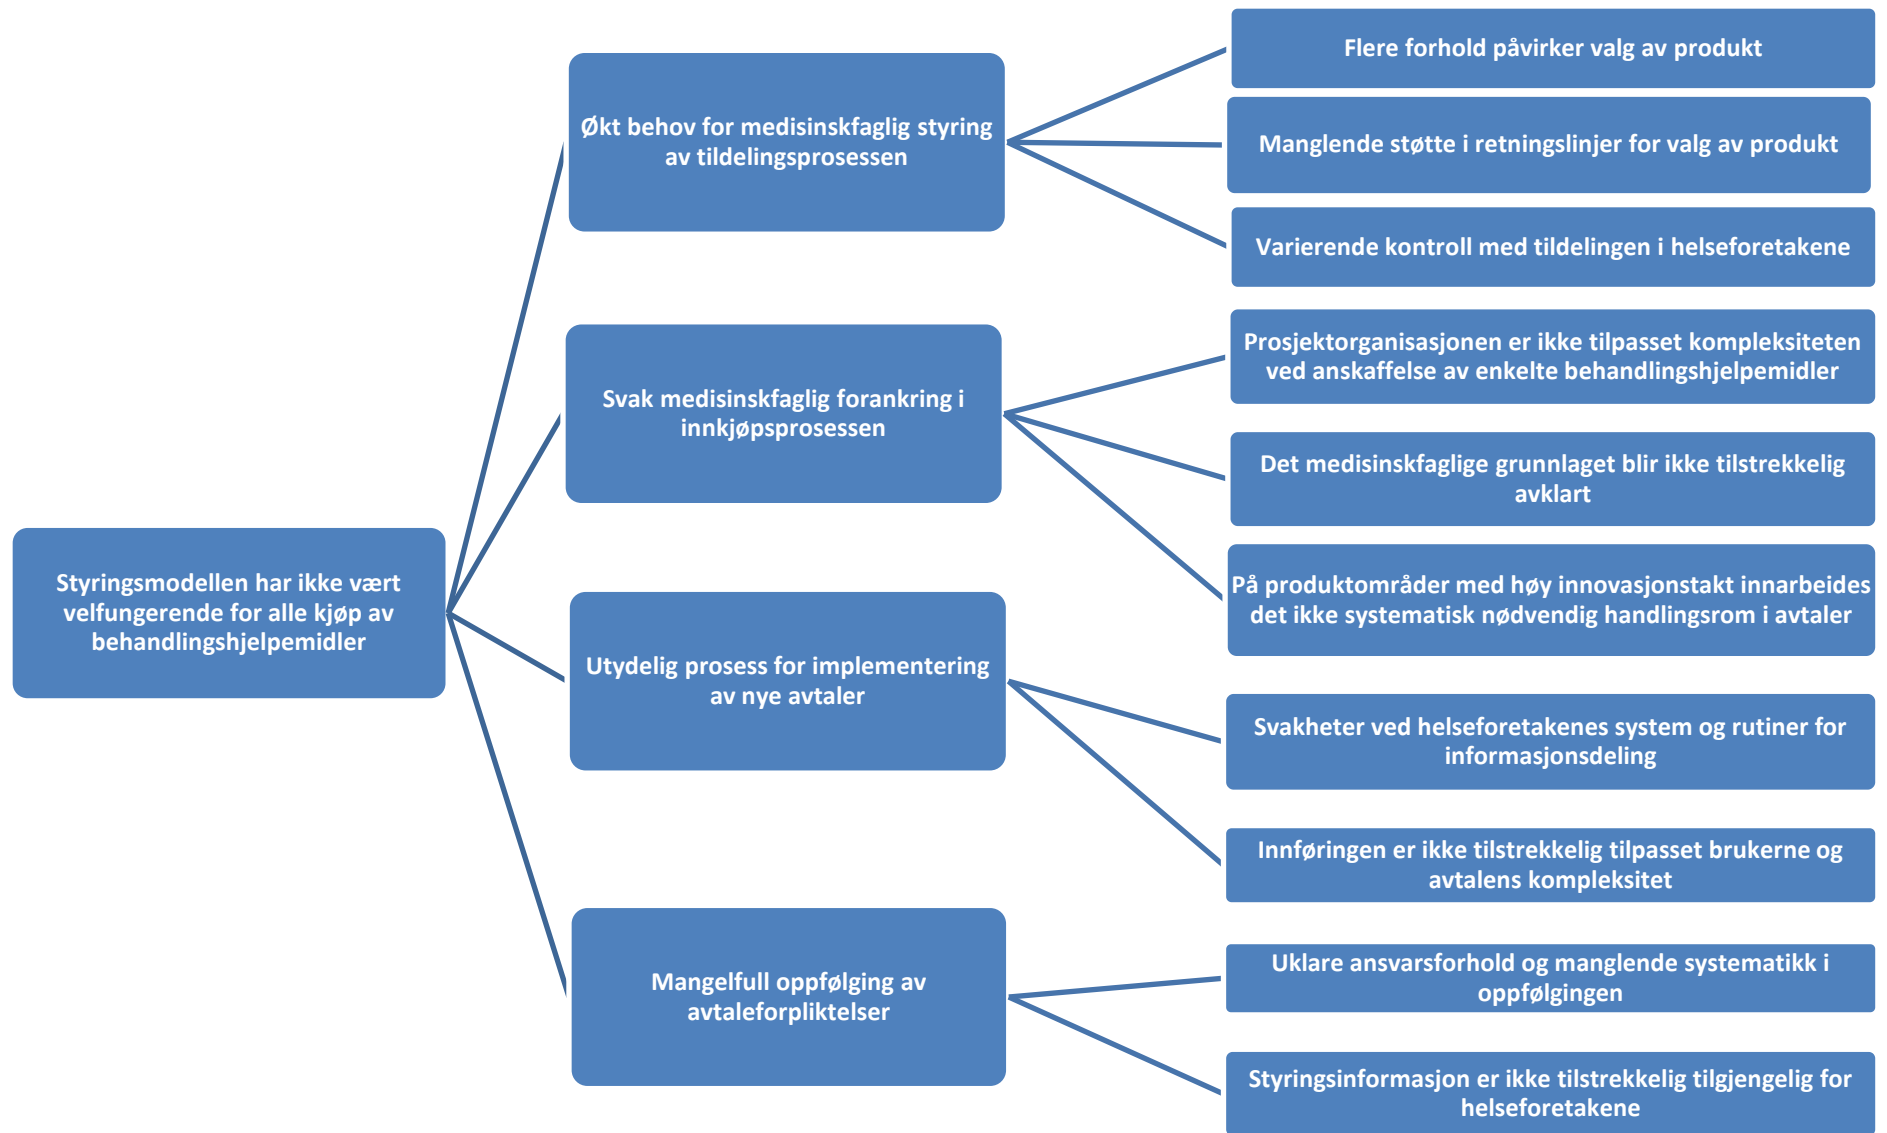 Styringsmodellen har ikke vært
velfungerende for alle kjøp av
behandlingshjelpemidler
Økt behov for medisinskfaglig styring
av tildelingsprosessen
Flere forhold påvirker valg av produkt
Manglende støtte i retningslinjer for valg av produkt
Varierende kontroll med tildelingen i helseforetakene
Svak medisinskfaglig forankring i
innkjøpsprosessen
Prosjektorganisasjonen er ikke tilpasset kompleksiteten
ved anskaffelse av enkelte behandlingshjelpemidler
Det medisinskfaglige grunnlaget blir ikke tilstrekkelig
avklart
På produktområder med høy innovasjonstakt innarbeides
det ikke systematisk nødvendig handlingsrom i avtaler
Utydelig prosess for implementering
av nye avtaler
Svakheter ved helseforetakenes system og rutiner for
informasjonsdeling
Innføringen er ikke tilstrekkelig tilpasset brukerne og
avtalens kompleksitet
Mangelfull oppfølging av
avtaleforpliktelser
Uklare ansvarsforhold og manglende systematikk i
oppfølgingen
Styringsinformasjon er ikke tilstrekkelig tilgjengelig for
helseforetakene